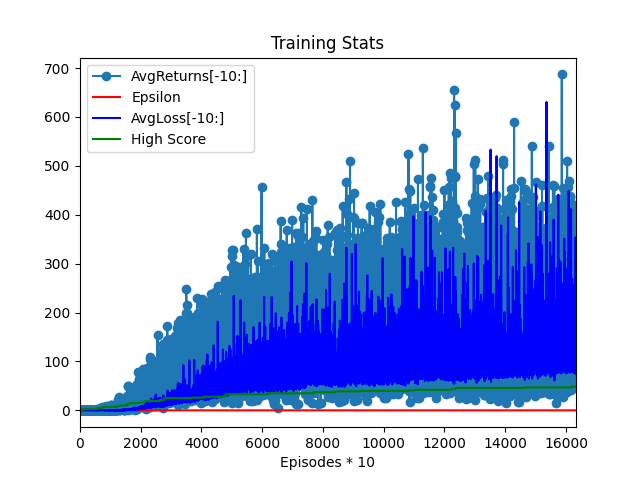 Training Stats
700
600
500
400
300
200
100
0
AvgReturns[-10:]
Epsilon
AvgLoss[-10:]
High Score
0 2000 4000 6000 8000 10000 12000 14000 16000
Episodes * 10